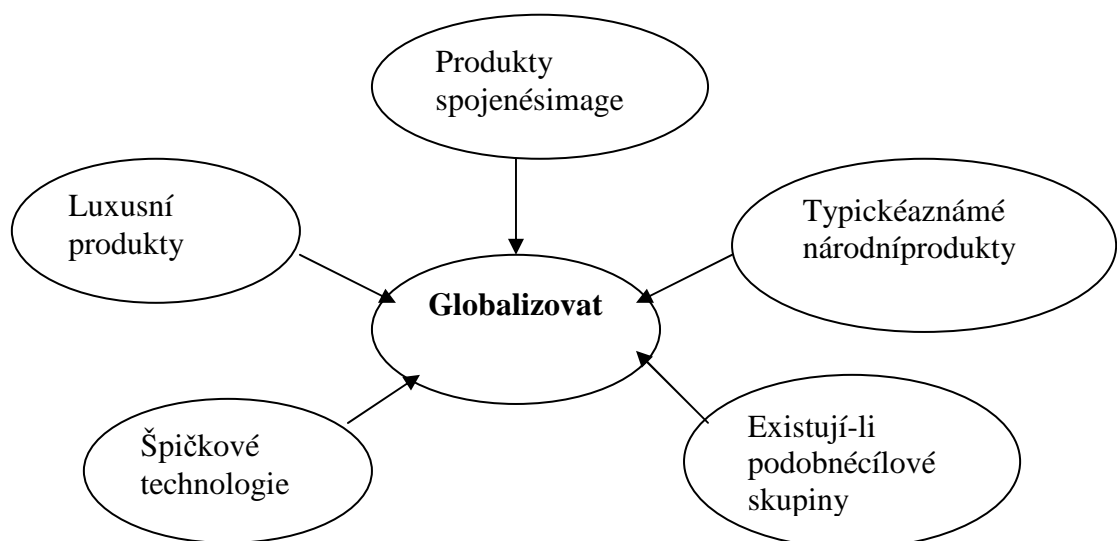 Produkty
spojenésimage
Luxusní
produkty
Typickéaznámé
národníprodukty
Globalizovat
Špičkové
technologie
Existují-li
podobnécílové
skupiny